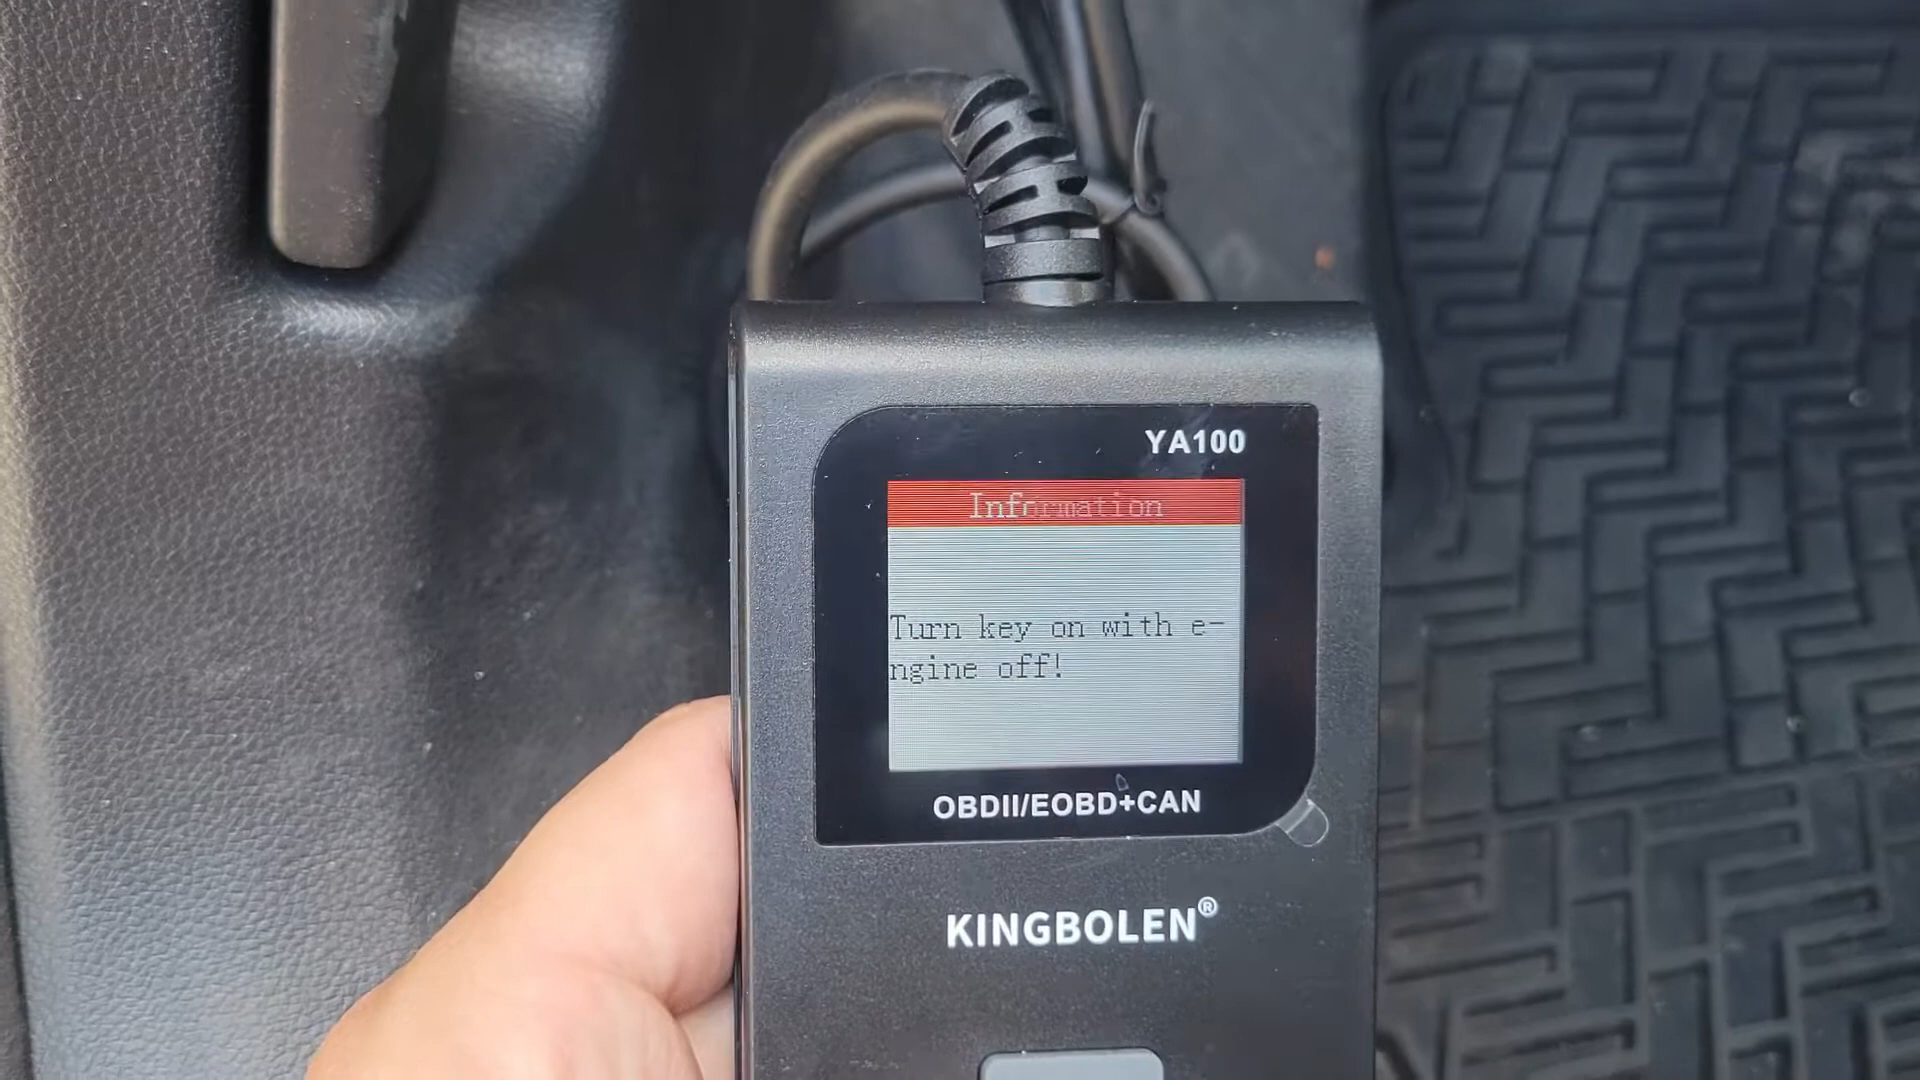 YA100
Information
Turn key on with e-
ngine off!
OBDII/EOBD+CAN
KINGBOLEN®